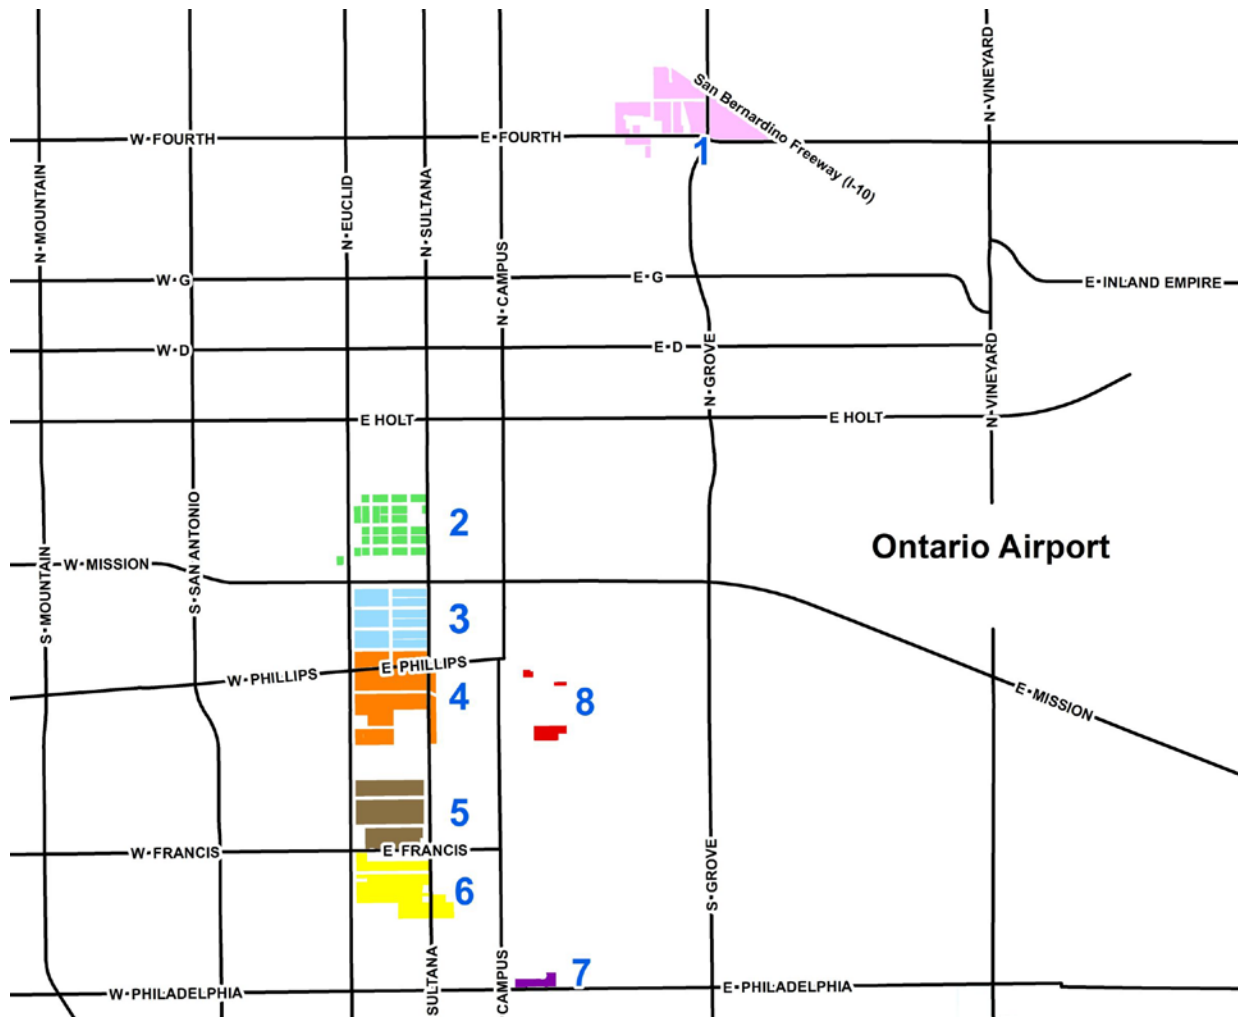 N VINEYARD
San Bernardino Freeway (I-10)
W FOURTH
E FOURTH
1
N MOUNTAIN
N EUCLID
N SULTANA
N CAMPUS
W G
E G
E INLAND EMPIRE
W D
E D
N GROVE
N VINEYARD
E HOLT
E HOLT
2
S SAN ANTONIO
Ontario Airport
S MOUNTAIN
W MISSION
3
W PHILLIPS
E PHILLIPS
4
8
E MISSION
5
W FRANCIS
E FRANCIS
S GROVE
6
SULTANA
CAMPUS
7
W PHILADELPHIA
E PHILADELPHIA